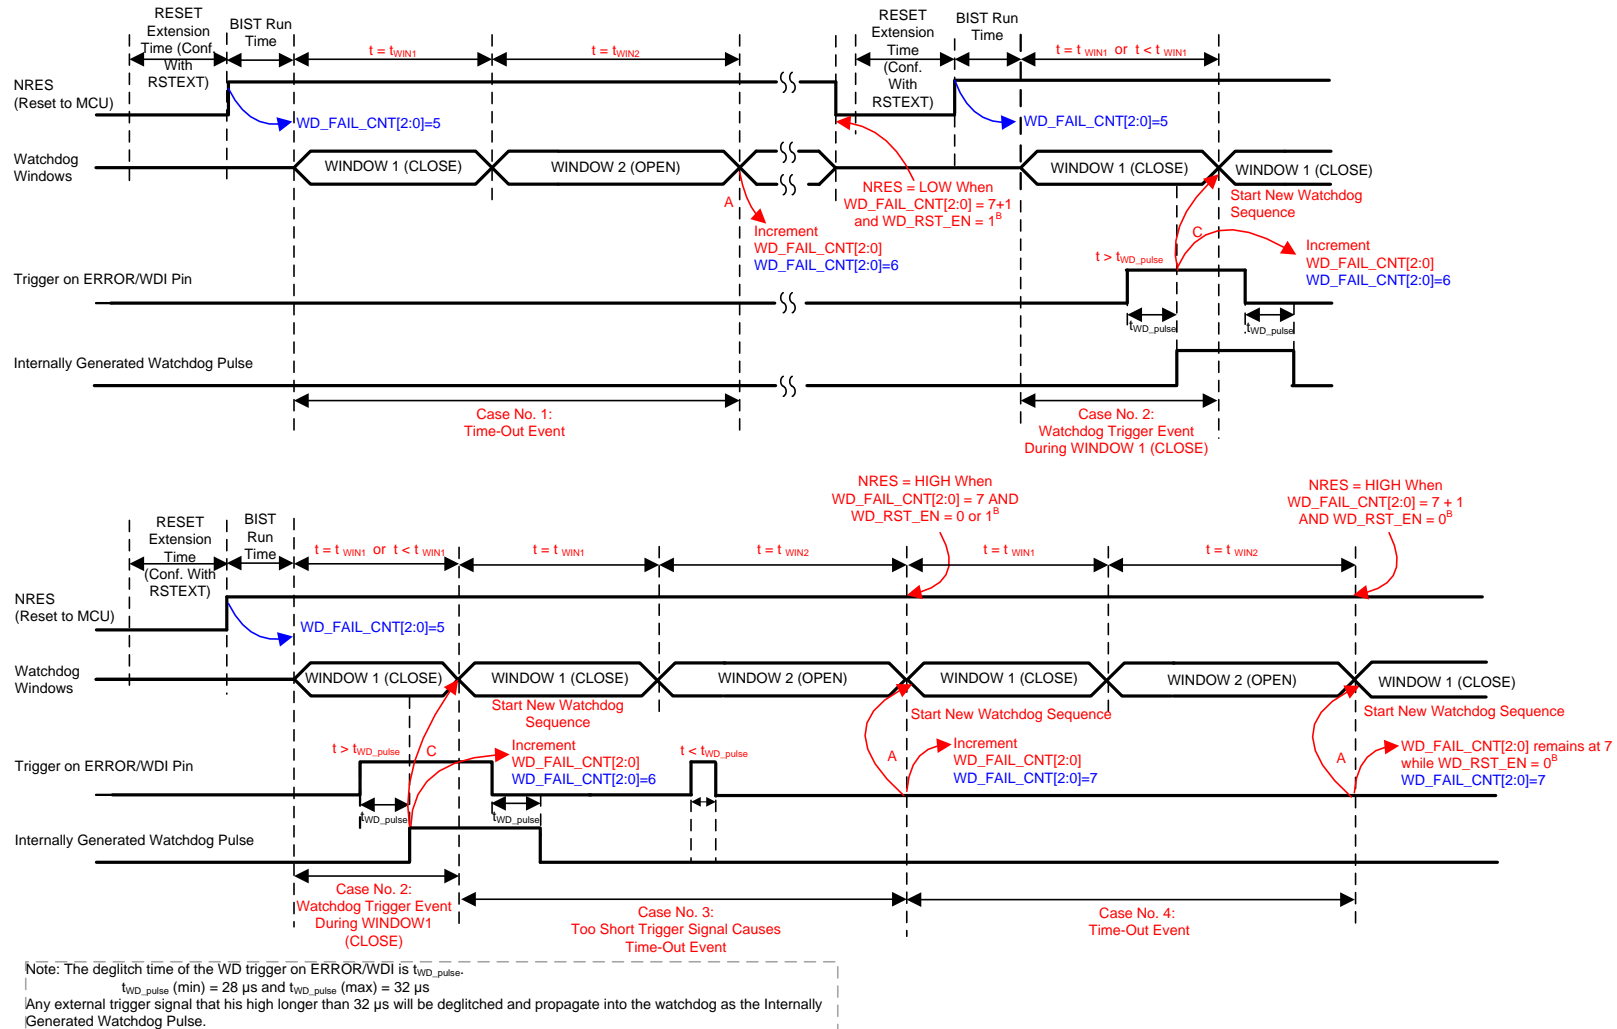 RESET
Extension
Time (Conf.
With
RSTEXT)
BIST Run
Time
t = tWIN1
t = tWIN2
RESET
Extension
Time
(Conf.
With
RSTEXT)
BIST Run
Time
t = t WIN1 or t < t WIN1
NRES
(Reset to MCU)
WD_FAIL_CNT[2:0]=5
WD_FAIL_CNT[2:0]=5
Watchdog
Windows
WINDOW 1 (CLOSE)
WINDOW 2 (OPEN)
WINDOW 1 (CLOSE)
WINDOW 1 (CLOSE)
NRES = LOW When
WD_FAIL_CNT[2:0] = 7+1
and WD_RST_EN = 1B
Start New Watchdog
Sequence
A
Increment
WD_FAIL_CNT[2:0]
WD_FAIL_CNT[2:0]=6
C
Increment
WD_FAIL_CNT[2:0]
WD_FAIL_CNT[2:0]=6
t > tWD_pulse
Trigger on ERROR/WDI Pin
tWD_pulse
tWD_pulse
Internally Generated Watchdog Pulse
Case No. 1:
Time-Out Event
Case No. 2:
Watchdog Trigger Event
During WINDOW 1 (CLOSE)
NRES = HIGH When
WD_FAIL_CNT[2:0] = 7 AND
WD_RST_EN = 0 or 1B
NRES = HIGH When
WD_FAIL_CNT[2:0] = 7 + 1
AND WD_RST_EN = 0B
RESET
Extension
Time
(Conf. With
RSTEXT)
BIST
Run
Time
t = t WIN1 or t < t WIN1
t = t WIN1
t = t WIN2
t = t WIN1
t = t WIN2
NRES
(Reset to MCU)
WD_FAIL_CNT[2:0]=5
Watchdog
Windows
WINDOW 1 (CLOSE)
WINDOW 1 (CLOSE)
WINDOW 2 (OPEN)
WINDOW 1 (CLOSE)
WINDOW 2 (OPEN)
WINDOW 1 (CLOSE)
Start New Watchdog
Sequence
Start New Watchdog Sequence
Start New Watchdog Sequence
t > tWD_pulse
C
Increment
WD_FAIL_CNT[2:0]
WD_FAIL_CNT[2:0]=6
t < tWD_pulse
A
Increment
WD_FAIL_CNT[2:0]
WD_FAIL_CNT[2:0]=7
A
WD_FAIL_CNT[2:0] remains at 7
while WD_RST_EN = 0B
WD_FAIL_CNT[2:0]=7
Trigger on ERROR/WDI Pin
tWD_pulse
tWD_pulse
Internally Generated Watchdog Pulse
Case No. 2:
Watchdog Trigger Event
During WINDOW1
(CLOSE)
Case No. 3:
Too Short Trigger Signal Causes
Time-Out Event
Case No. 4:
Time-Out Event
Note: The deglitch time of the WD trigger on ERROR/WDI is tWD_pulse.
tWD_pulse (min) = 28 µs and tWD_pulse (max) = 32 µs
Any external trigger signal that his high longer than 32 µs will be deglitched and propagate into the watchdog as the Internally
Generated Watchdog Pulse.